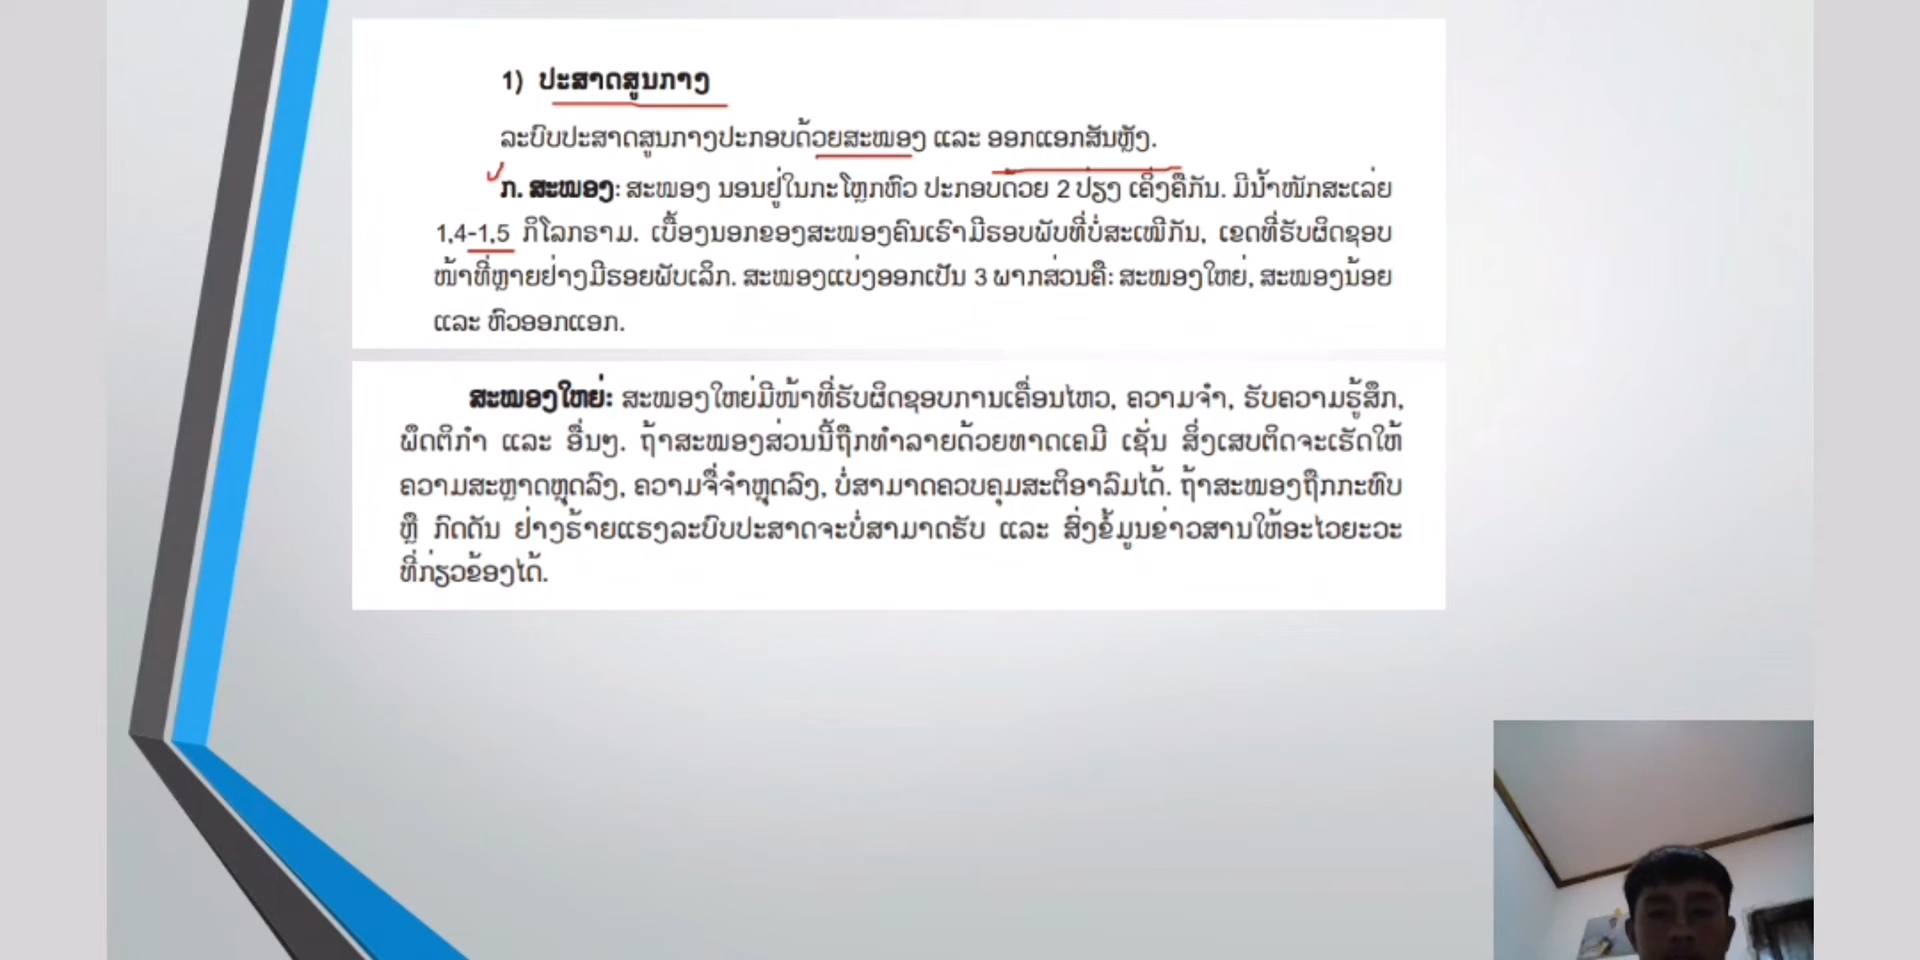 1) ປະສາດສູນກາງ
ລະບົບປະສາດສູນກາງປະກອບດ້ວຍສະໝອງ ແລະ ອອກແອກສັນຫຼັງ.
ກ. ສະໝອງ: ສະໝອງ ນອນຢູ່ໃນກະໂຫຼກຫົວ ປະກອບດ້ວຍ 2 ປ່ຽງ ເຄິ່ງຄືກັນ. ມີນ້ຳໜັກສະເລ່ຍ
1,4-1,5 ກິໂລກຣາມ. ເບື້ອງນອກຂອງສະໝອງຄົນເຮົາມີຮອບພັບທີ່ບໍ່ສະເໝີກັນ, ເຂດທີ່ຮັບຜິດຊອບ
ໜ້າທີ່ຫຼາຍຢ່າງມີຮອຍພັບເລິກ. ສະໝອງແບ່ງອອກເປັນ 3 ພາກສ່ວນຄື: ສະໝອງໃຫຍ່, ສະໝອງນ້ອຍ
ແລະ ຫົວອອກແອກ.
ສະໝອງໃຫຍ່: ສະໝອງໃຫຍ່ມີໜ້າທີ່ຮັບຜິດຊອບການເຄື່ອນໄຫວ, ຄວາມຈຳ, ຮັບຄວາມຮູ້ສຶກ,
ພຶດຕິກຳ ແລະ ອື່ນໆ. ຖ້າສະໝອງສ່ວນນີ້ຖືກທຳລາຍດ້ວຍທາດເຄມີ ເຊັ່ນ ສິ່ງເສບຕິດຈະເຮັດໃຫ້
ຄວາມສະຫຼາດຫຼຸດລົງ, ຄວາມຈື່ຈຳຫຼຸດລົງ, ບໍ່ສາມາດຄວບຄຸມສະຕິອາລົມໄດ້. ຖ້າສະໝອງຖືກກະທົບ
ຫຼື ກົດດັນ ຢ່າງຮ້າຍແຮງລະບົບປະສາດຈະບໍ່ສາມາດຮັບ ແລະ ສົ່ງຂໍ້ມູນຂ່າວສານໃຫ້ອະໄວຍະວະ
ທີ່ກ່ຽວຂ້ອງໄດ້.